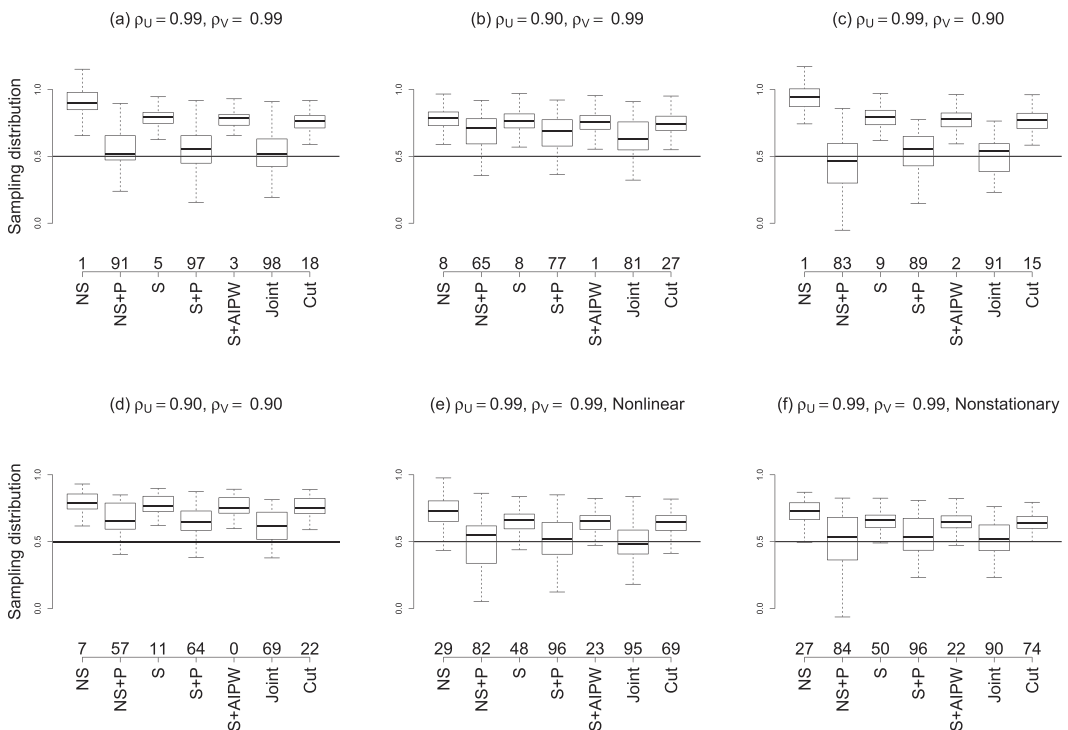 (a) ρU = 0.99, ρV = 0.99
(b) ρU = 0.90, ρV = 0.99
(c) ρU = 0.99, ρV = 0.90
Sampling distribution
1.0
0.5
0.0
1 91 5 97 3 98 18
NS NS+P S S+P S+AIPW Joint Cut
1.0
0.5
0.0
8 65 8 77 1 81 27
NS NS+P S S+P S+AIPW Joint Cut
1.0
0.5
0.0
1 83 9 89 2 91 15
NS NS+P S S+P S+AIPW Joint Cut
(d) ρU = 0.90, ρV = 0.90
(e) ρU = 0.99, ρV = 0.99, Nonlinear
(f) ρU = 0.99, ρV = 0.99, Nonstationary
Sampling distribution
1.0
0.5
0.0
7 57 11 64 0 69 22
NS NS+P S S+P S+AIPW Joint Cut
1.0
0.5
0.0
29 82 48 96 23 95 69
NS NS+P S S+P S+AIPW Joint Cut
1.0
0.5
0.0
27 84 50 96 22 90 74
NS NS+P S S+P S+AIPW Joint Cut